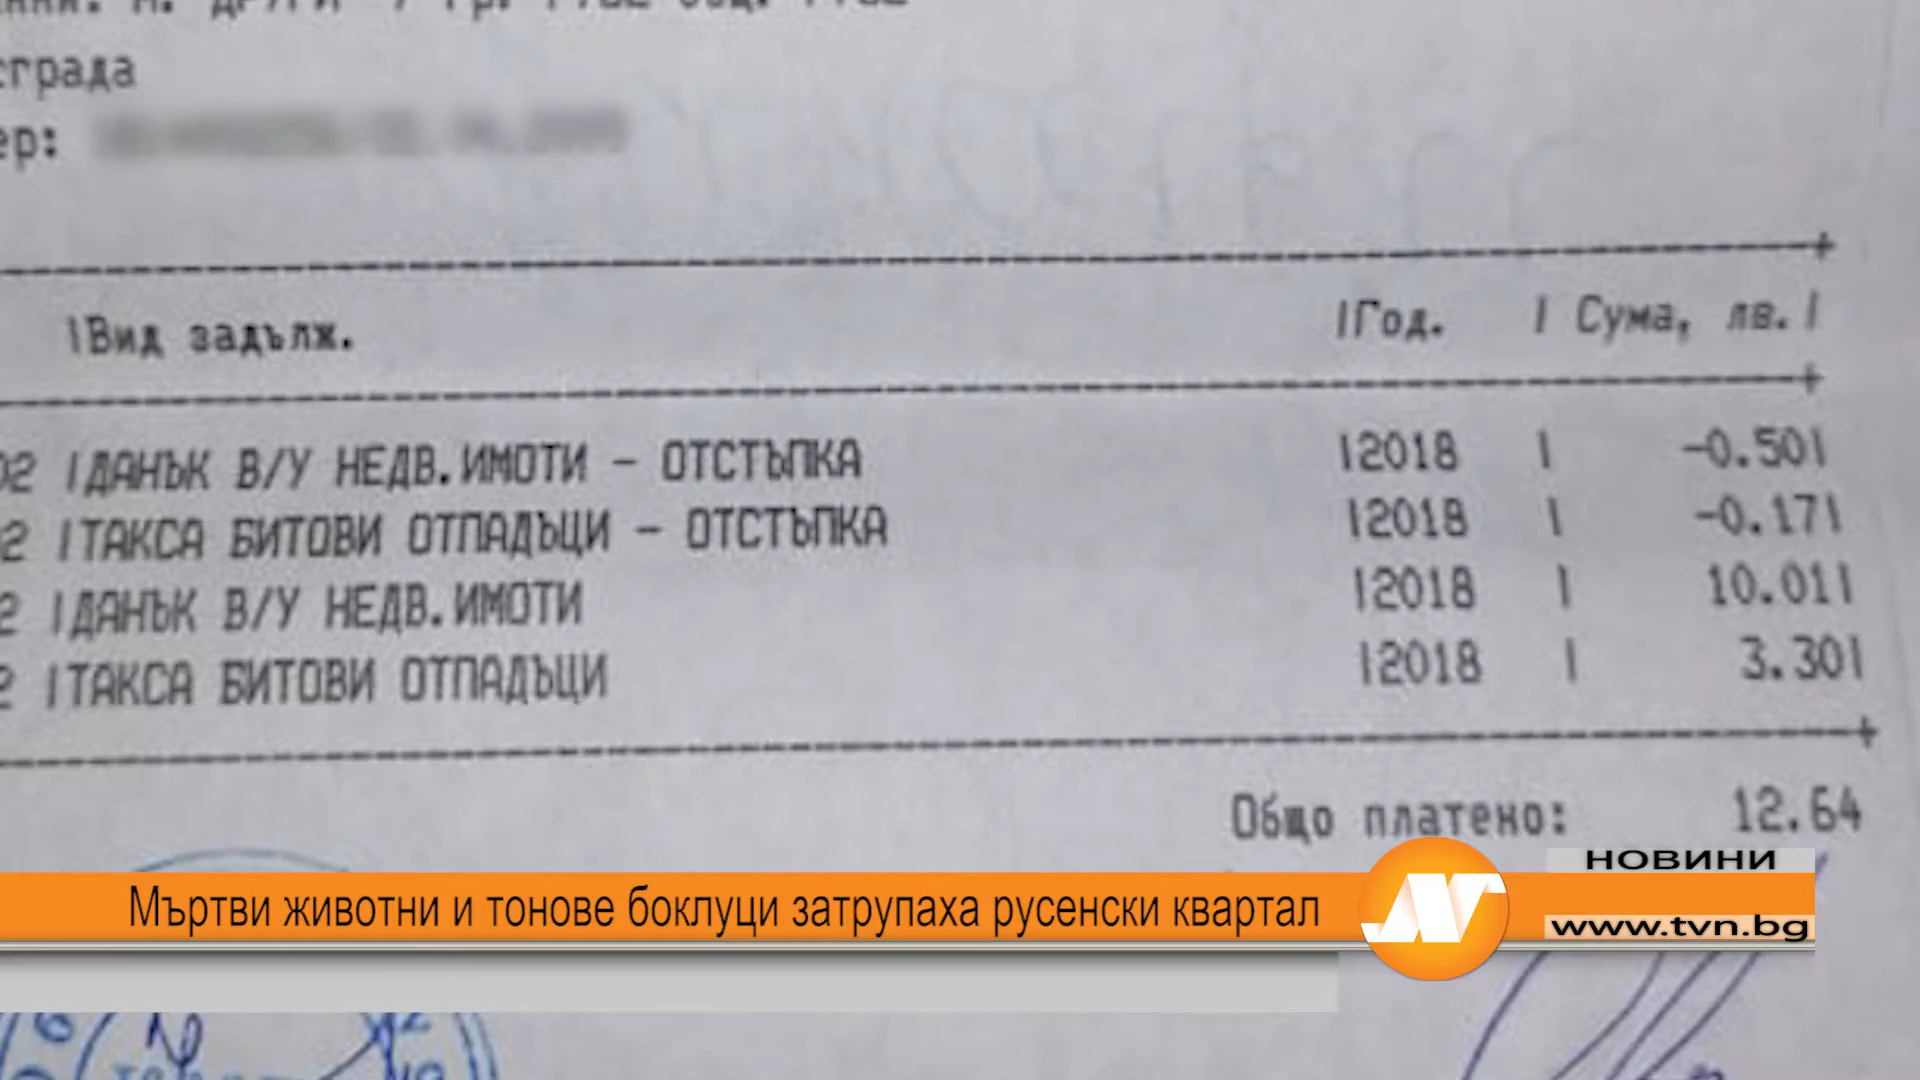 сграда
ер:
|Вид задълж. |Год. | Сума, лв.|
02 |ДАНЪК В/У НЕДВ.ИМОТИ - ОТСТЪПКА |2018 | -0.50|
02 |ТАКСА БИТОВИ ОТПАДЪЦИ - ОТСТЪПКА |2018 | -0.17|
2 |ДАНЪК В/У НЕДВ.ИМОТИ |2018 | 10.01|
2 |ТАКСА БИТОВИ ОТПАДЪЦИ |2018 | 3.30|
Общо платено: 12.64
НОВИНИ
Мъртви животни и тонове боклуци затрупаха русенски квартал
www.tvn.bg